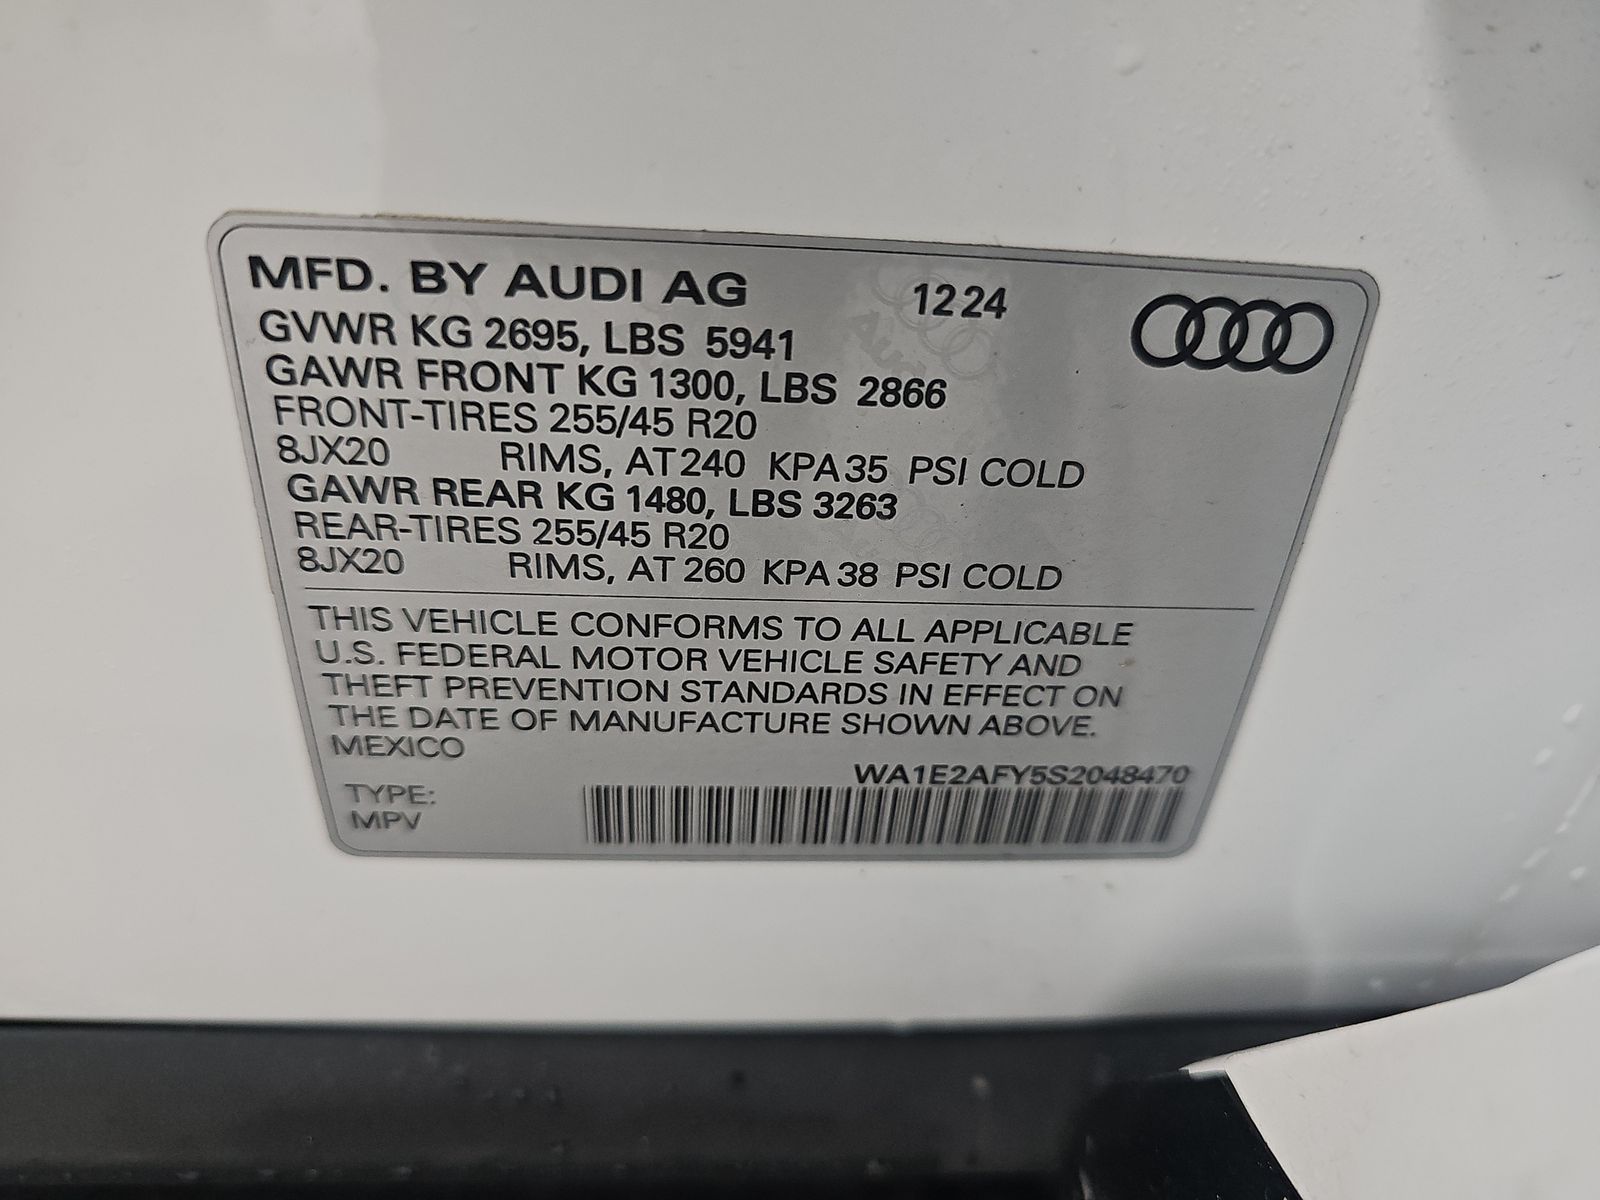 MFD. BY AUDI AG 12 24
GVWR KG 2695, LBS 5941
GAWR FRONT KG 1300, LBS 2866
FRONT-TIRES 255/45 R20
8JX20 RIMS, AT 240 KPA 35 PSI COLD
GAWR REAR KG 1480, LBS 3263
REAR-TIRES 255/45 R20
8JX20 RIMS, AT 260 KPA 38 PSI COLD
THIS VEHICLE CONFORMS TO ALL APPLICABLE
U.S. FEDERAL MOTOR VEHICLE SAFETY AND
THEFT PREVENTION STANDARDS IN EFFECT ON
THE DATE OF MANUFACTURE SHOWN ABOVE.
MEXICO
WA1E2AFY5S2048470
TYPE:
MPV